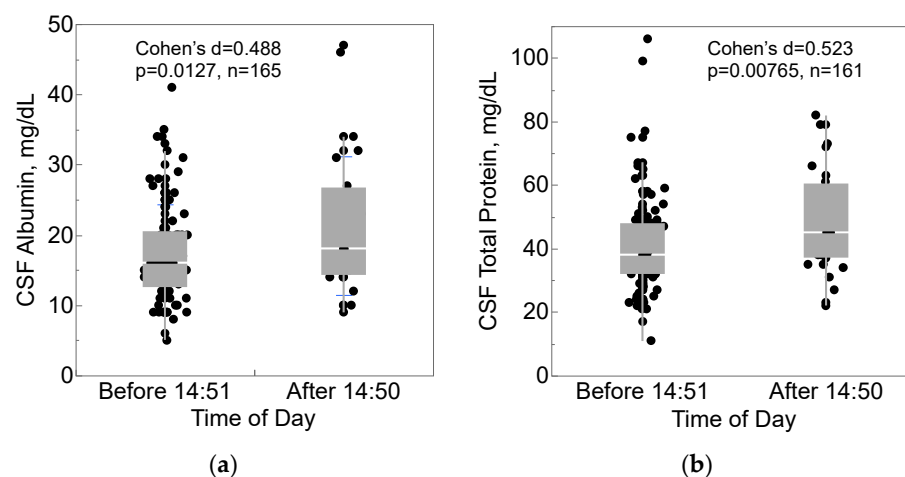 50
40
30
20
10
0
CSF Albumin, mg/dL
Cohen's d=0.488
p=0.0127, n=165
Before 14:51
After 14:50
Time of Day
(a)
100
80
60
40
20
0
CSF Total Protein, mg/dL
Cohen's d=0.523
p=0.00765, n=161
Before 14:51
After 14:50
Time of Day
(b)